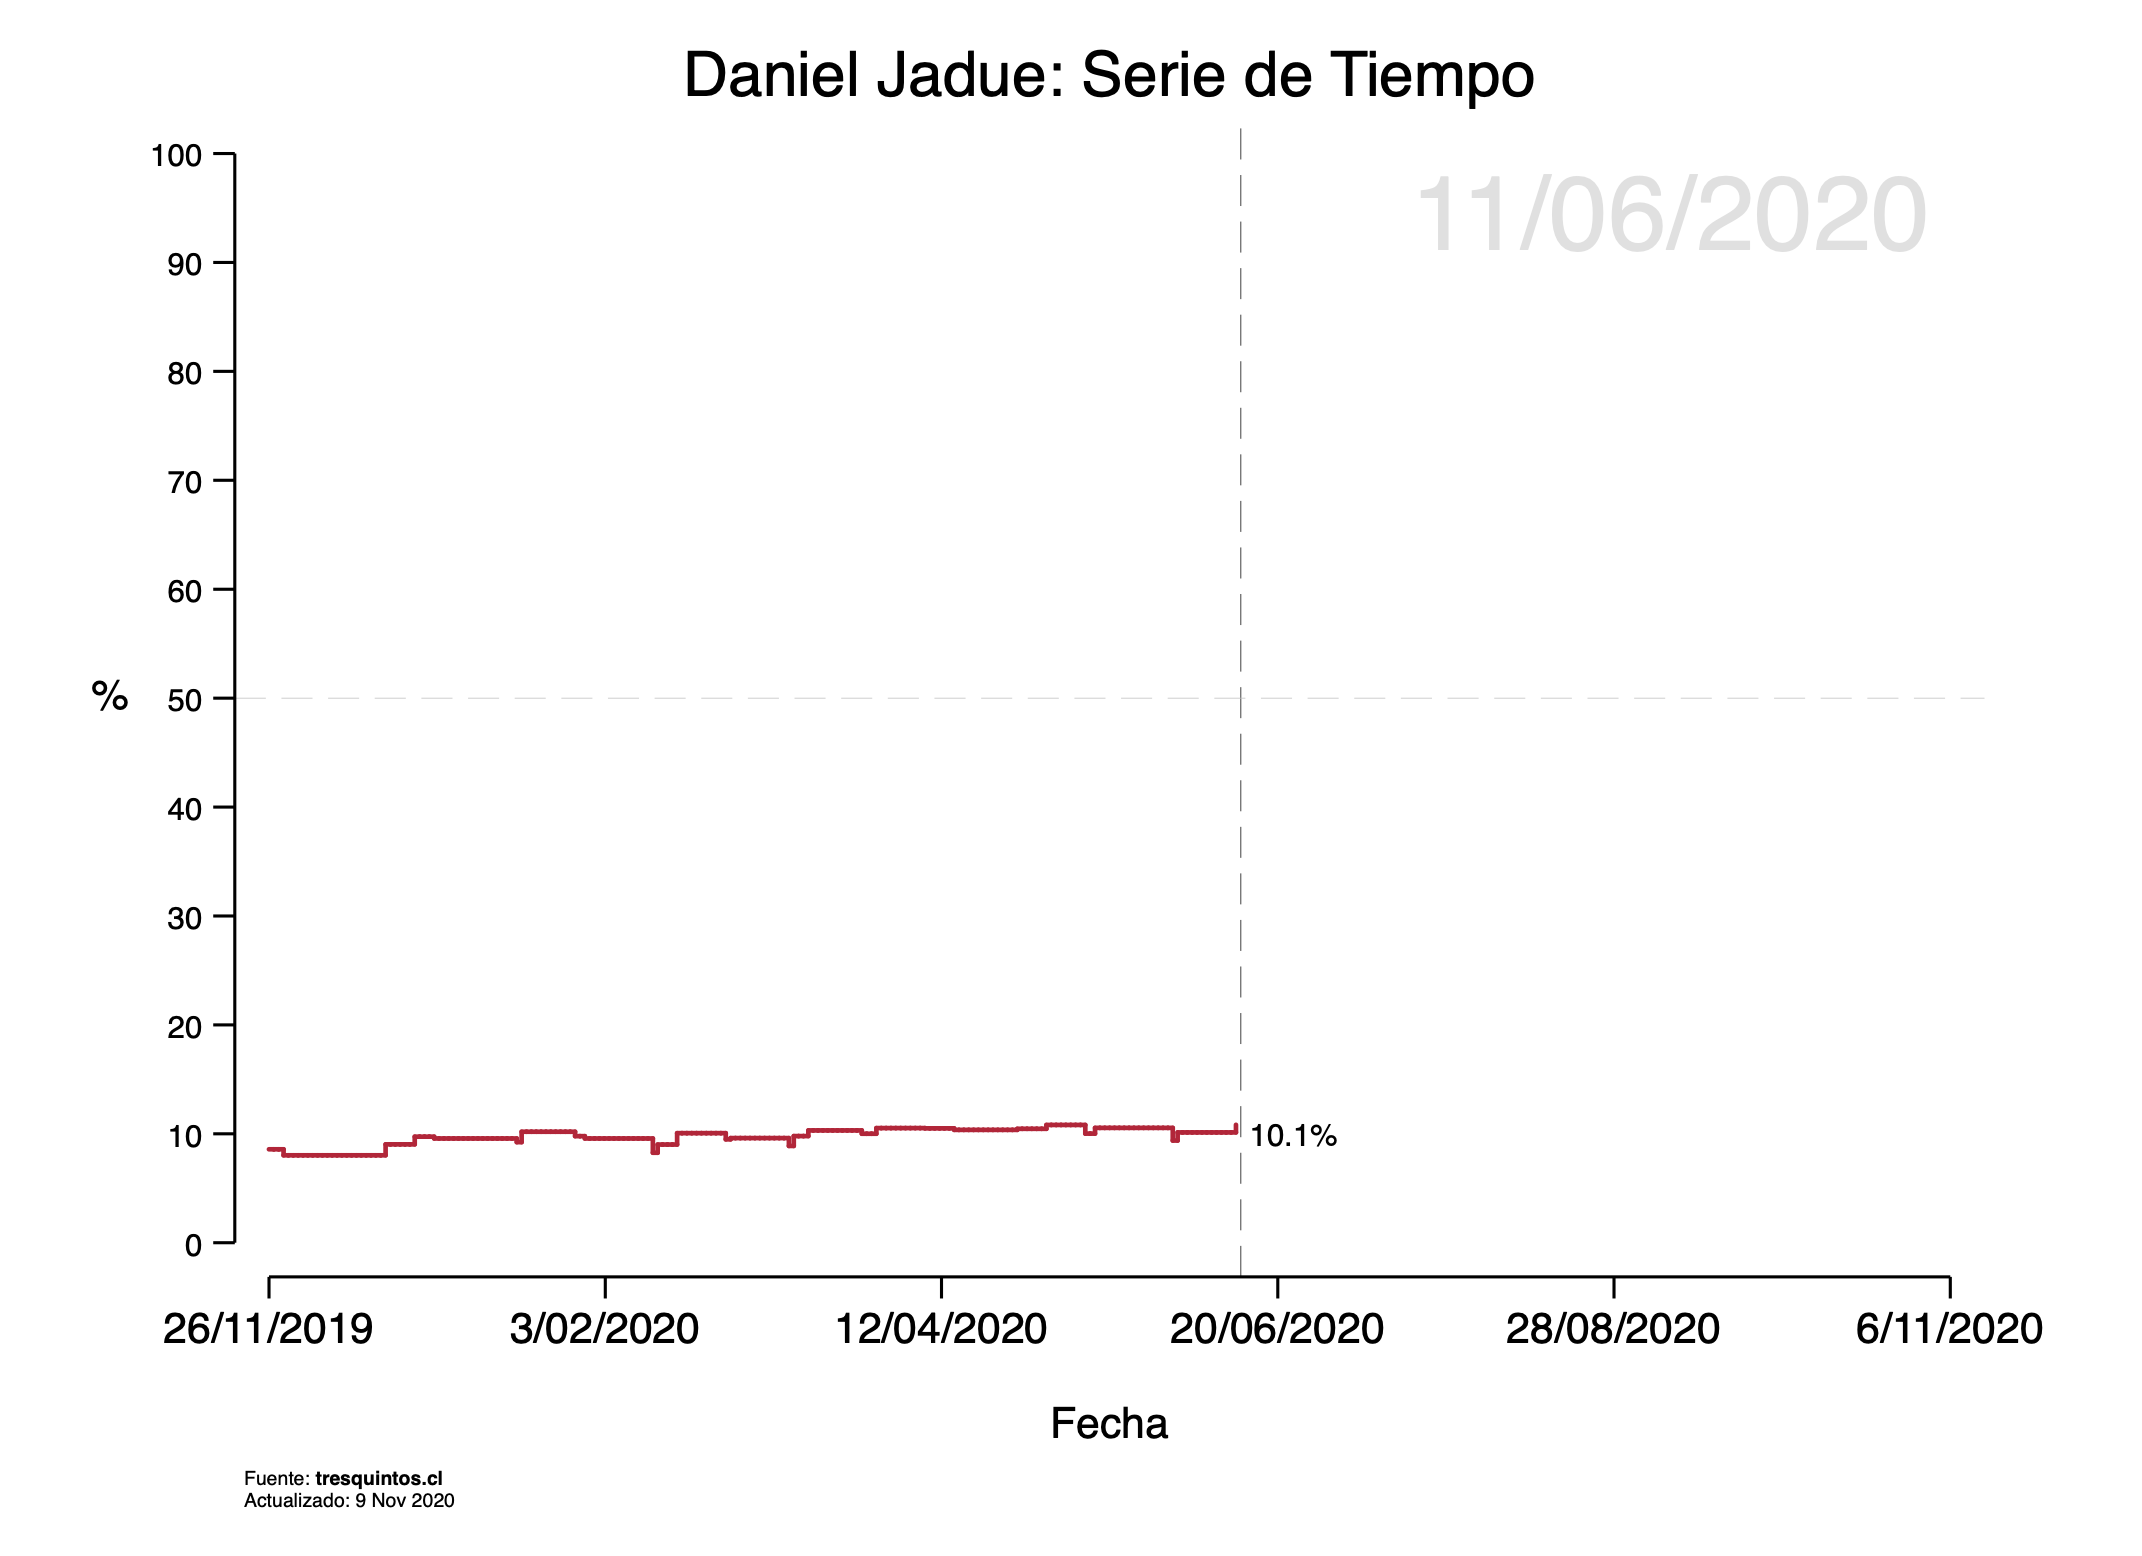 Daniel Jadue: Serie de Tiempo
11/06/2020
100
90
80
70
60
%
50
40
30
20
10
0
10.1%
26/11/2019 3/02/2020 12/04/2020 20/06/2020 28/08/2020 6/11/2020
Fecha
Fuente: tresquintos.cl
Actualizado: 9 Nov 2020